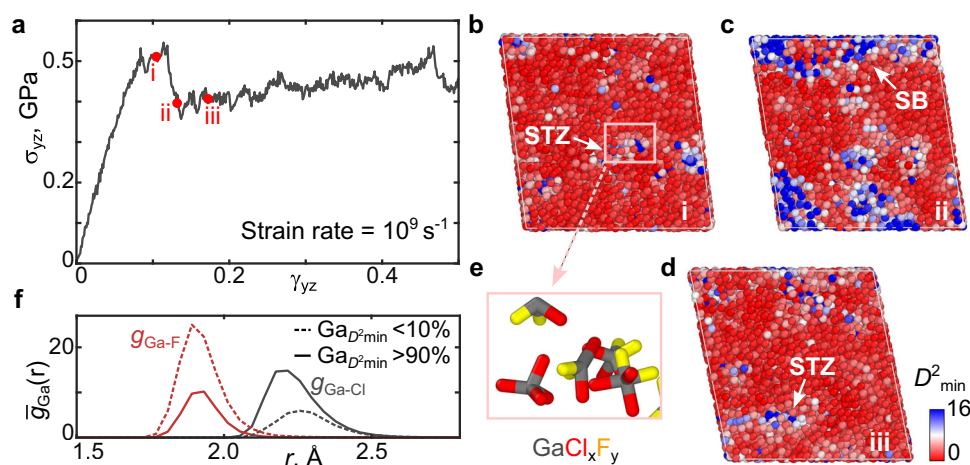 a
σyz, GPa
0.5
0.2
0
i
ii
iii
Strain rate = 10⁹ s⁻¹
0
0.2
0.4
γyz
b
STZ
i
c
SB
ii
e
GaClxFy
d
STZ
iii
D²min
16
0
f
gGa-F
GaD²min <10%
GaD²min >90%
gGa-Cl
ḡGa(r)
20
0
1.5
2.0
2.5
r, Å